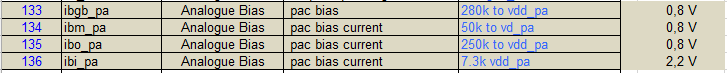 133 ibgb_pa Analogue Bias pac bias 280k to vdd_pa 0,8 V
134 ibm_pa Analogue Bias pac bias current 50k to vd_pa 0,8 V
135 ibo_pa Analogue Bias pac bias current 250k to vdd_pa 0,8 V
136 ibi_pa Analogue Bias pac bias current 7.3k vdd_pa 2,2 V